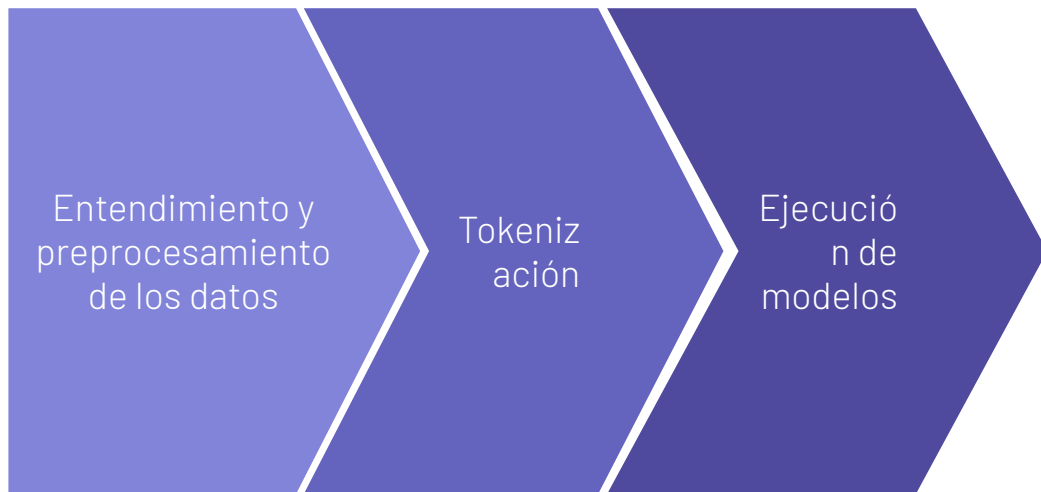 Entendimiento y
preprocesamiento
de los datos
Tokeniz
ación
Ejecució
n de
modelos